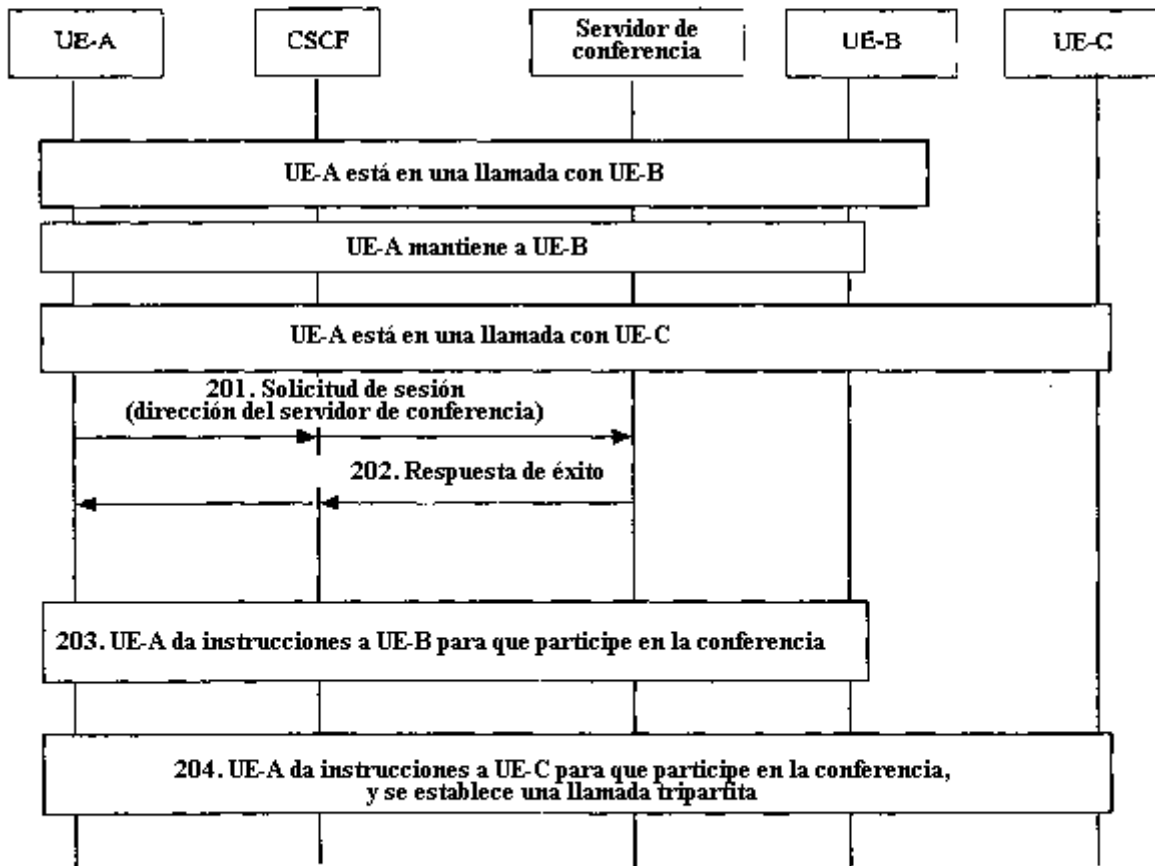 UE-A
CSCF
Servidor de
conferencia
UE-B
UE-C
UE-A está en una llamada con UE-B
UE-A mantiene a UE-B
UE-A está en una llamada con UE-C
201. Solicitud de sesión
(dirección del servidor de conferencia)
202. Respuesta de éxito
203. UE-A da instrucciones a UE-B para que participe en la conferencia
204. UE-A da instrucciones a UE-C para que participe en la conferencia,
y se establece una llamada tripartita